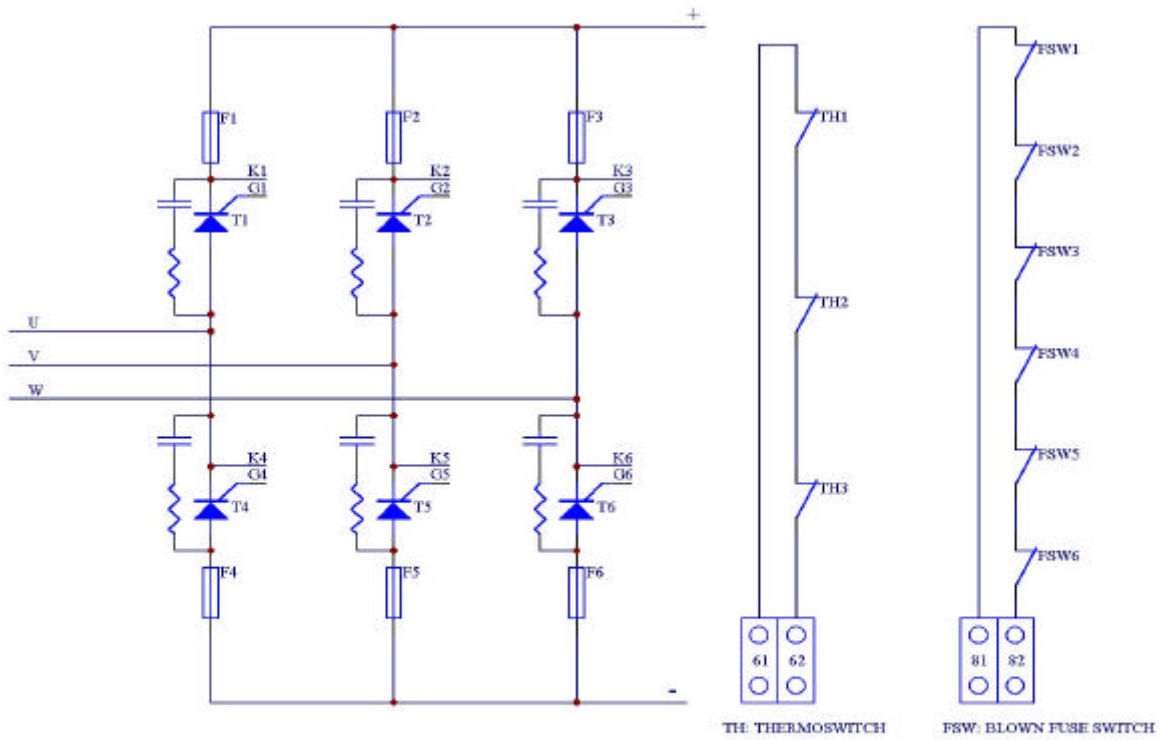 +
F1
F2
F3
K1
G1
K2
G2
K3
G3
T1
T2
T3
U
V
W
K4
G4
K5
G5
K6
G6
T4
T5
T6
F4
F5
F6
-
TH1
TH2
TH3
61
62
TH: THERMOSWITCH
FSW1
FSW2
FSW3
FSW4
FSW5
FSW6
81
82
FSW: BLOWN FUSE SWITCH